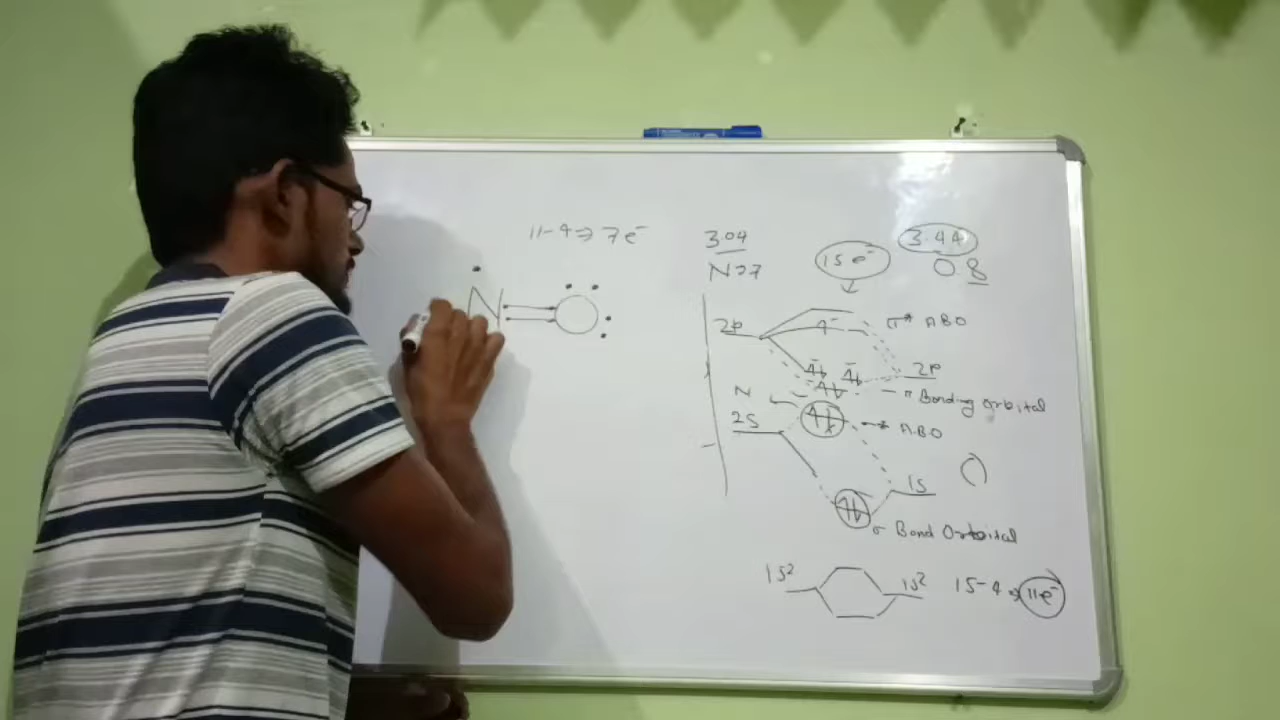 11-4⇒7e⁻
3.04
N⇒7
15e⁻
3.44
O 8
N
O
2P
σ* ABO
2P
π Bonding Orbital
N
2S
* ABO
1S
σ Bond Orbital
1S²
1S²
15-4⇒11e⁻